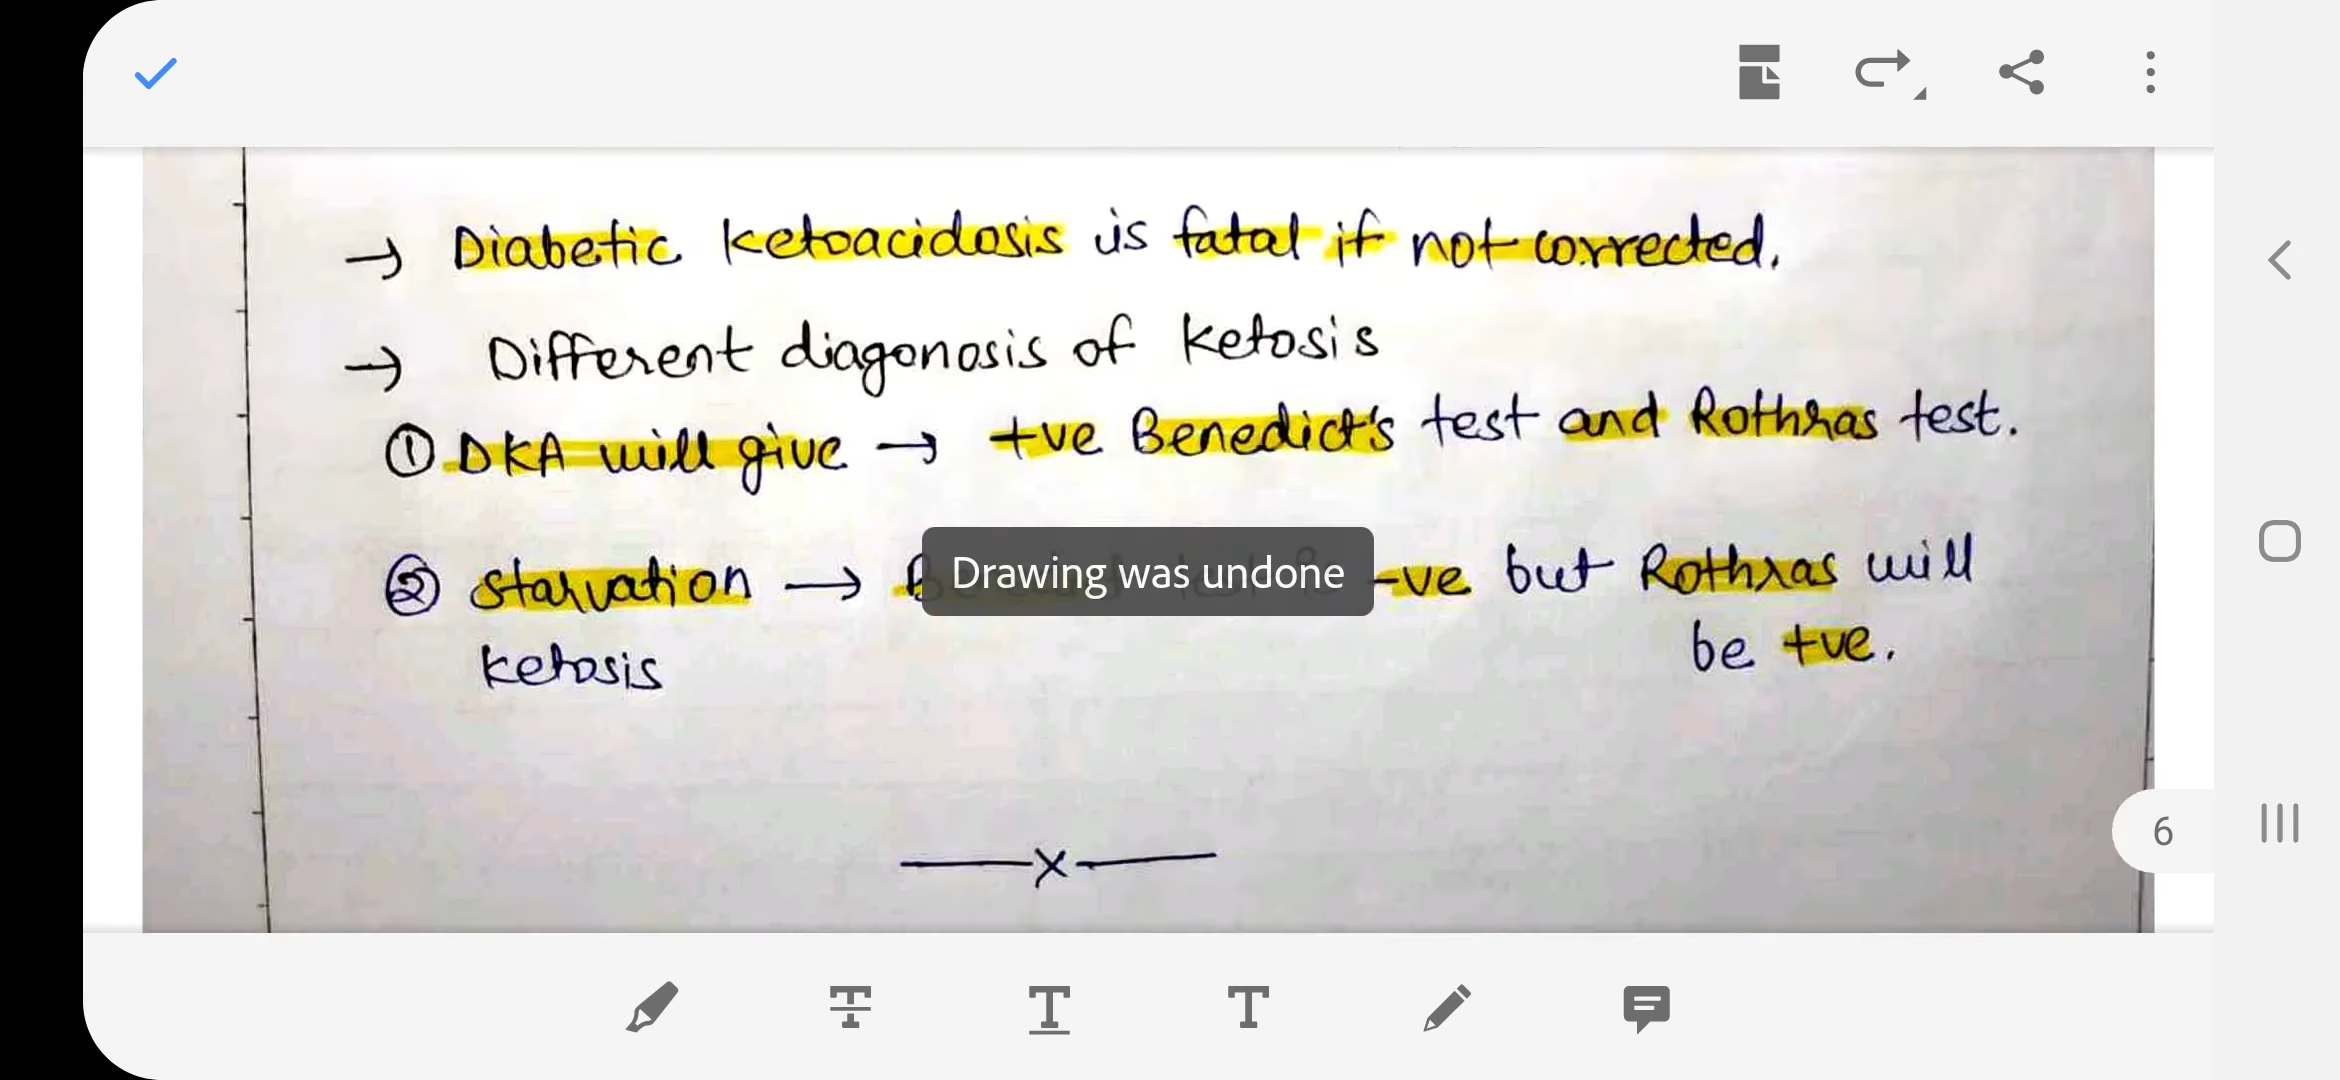 → Diabetic ketoacidosis is fatal if not corrected.
→ Different diagonosis of ketosis
① DKA will give → +ve Benedict's test and Rothras test.
② starvation → Drawing was undone -ve but Rothras will
ketosis be +ve.
—x—
6